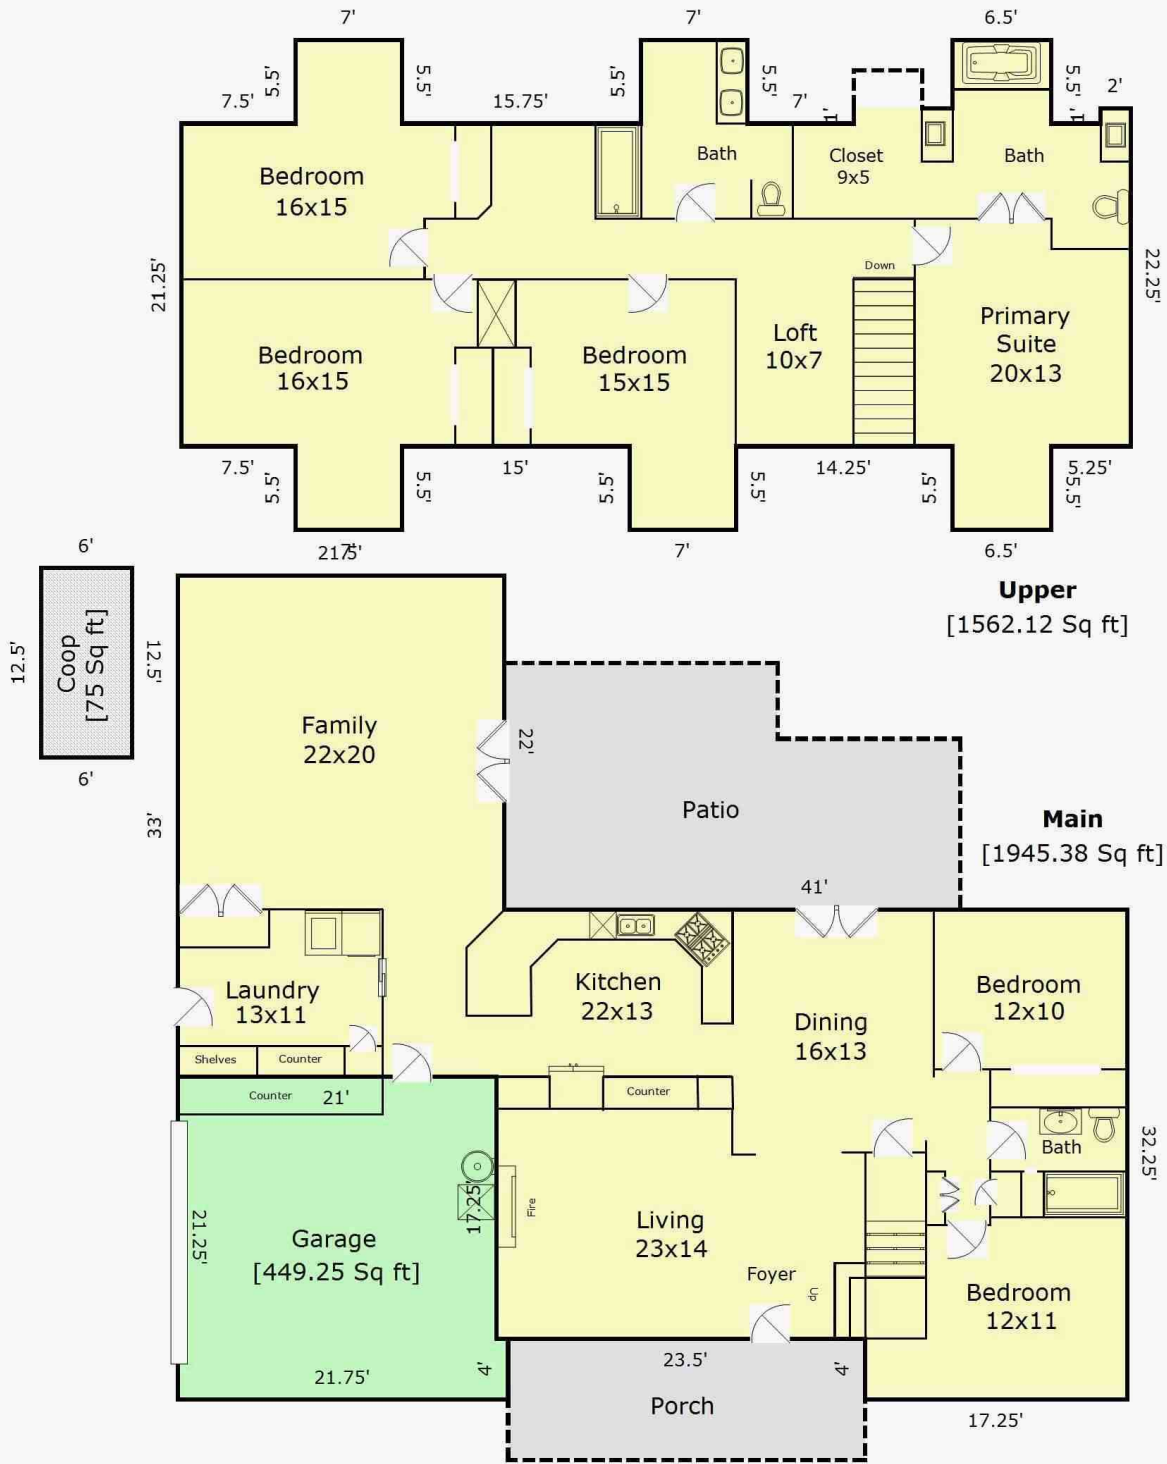 7'
7'
6.5'
5.5'
5.5'
5.5'
5.5'
5.5'
2'
7.5'
15.75'
7'
1'
1'
Bedroom
16x15
Bath
Closet
9x5
Bath
21.25'
22.25'
Down
Bedroom
16x15
Bedroom
15x15
Loft
10x7
Primary
Suite
20x13
7.5'
5.5'
5.5'
15'
5.5'
5.5'
14.25'
5.5'
5.25'
5.5'
7'
21.5'
7'
6.5'
6'
Upper
[1562.12 Sq ft]
12.5'
Coop
[75 Sq ft]
12.5'
6'
Family
22x20
22'
Patio
33'
Main
[1945.38 Sq ft]
41'
Laundry
13x11
Kitchen
22x13
Dining
16x13
Bedroom
12x10
Shelves
Counter
Counter
21'
Counter
Bath
32.25'
21.25'
17.25'
Fire
Garage
[449.25 Sq ft]
Living
23x14
Foyer
Up
Bedroom
12x11
21.75'
4'
23.5'
4'
Porch
17.25'